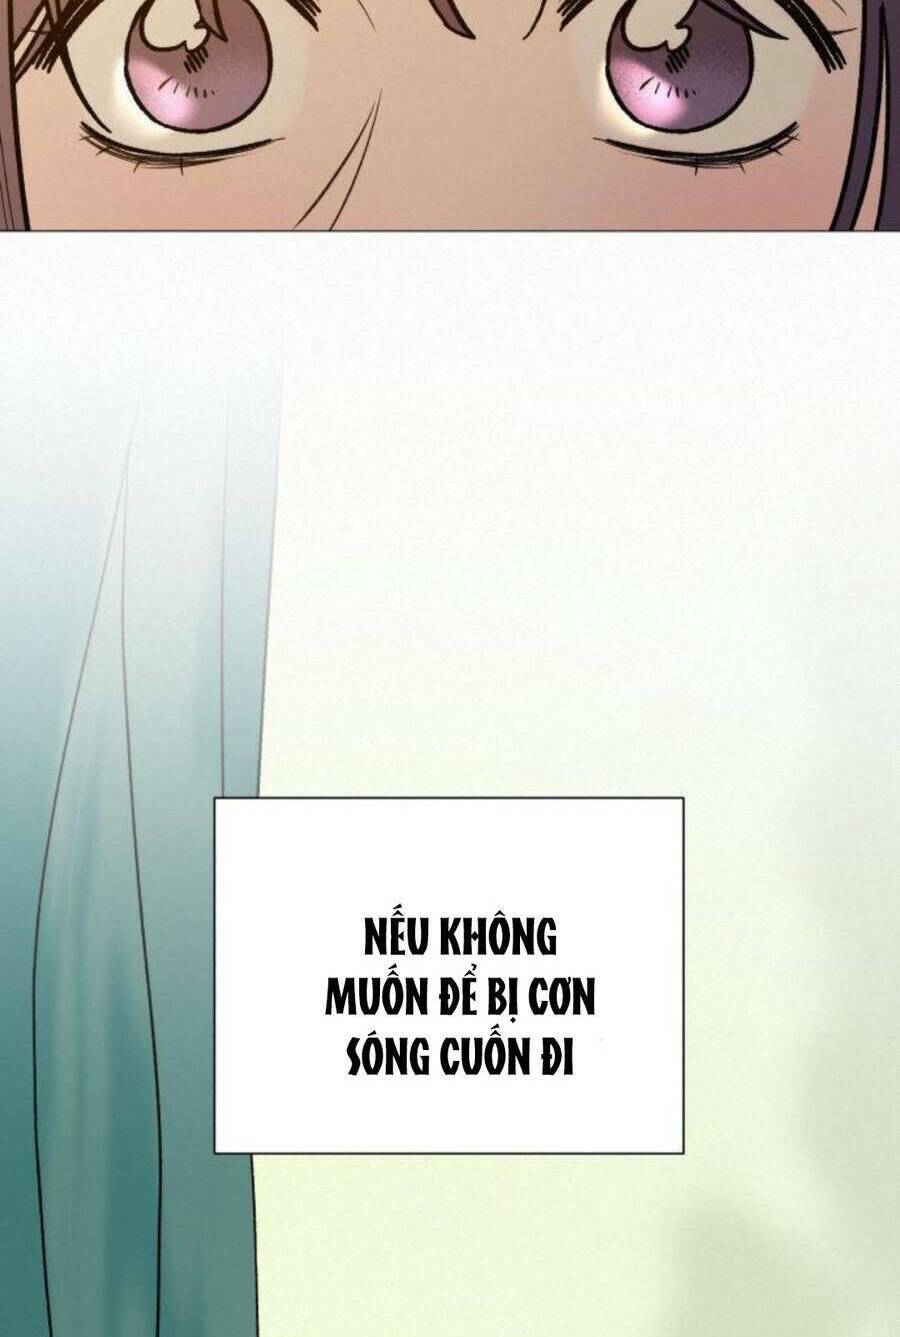 NẾU KHÔNG
MUỐN ĐỂ BỊ CƠN
SÓNG CUỐN ĐI